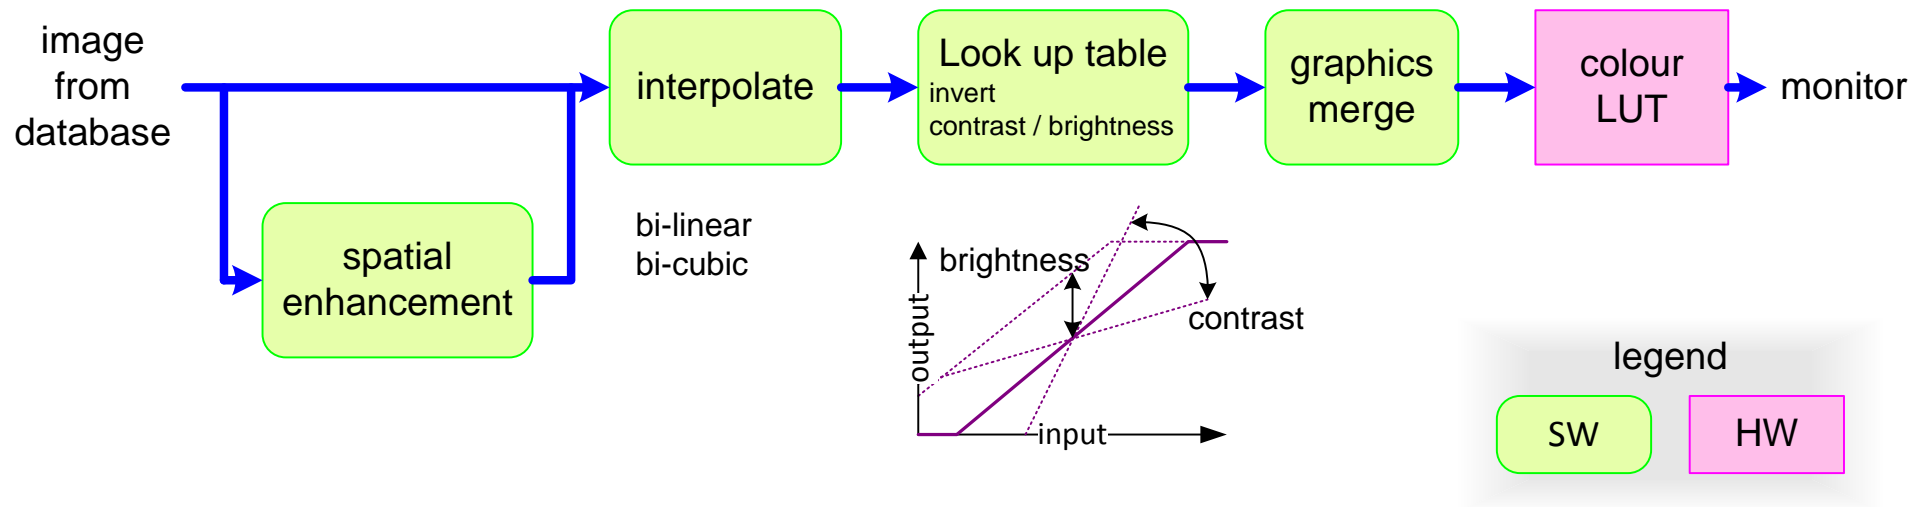 image
from
database
interpolate
Look up table
invert
contrast / brightness
graphics
merge
colour
LUT
monitor
spatial
enhancement
bi-linear
bi-cubic
brightness
contrast
output
input
legend
SW
HW